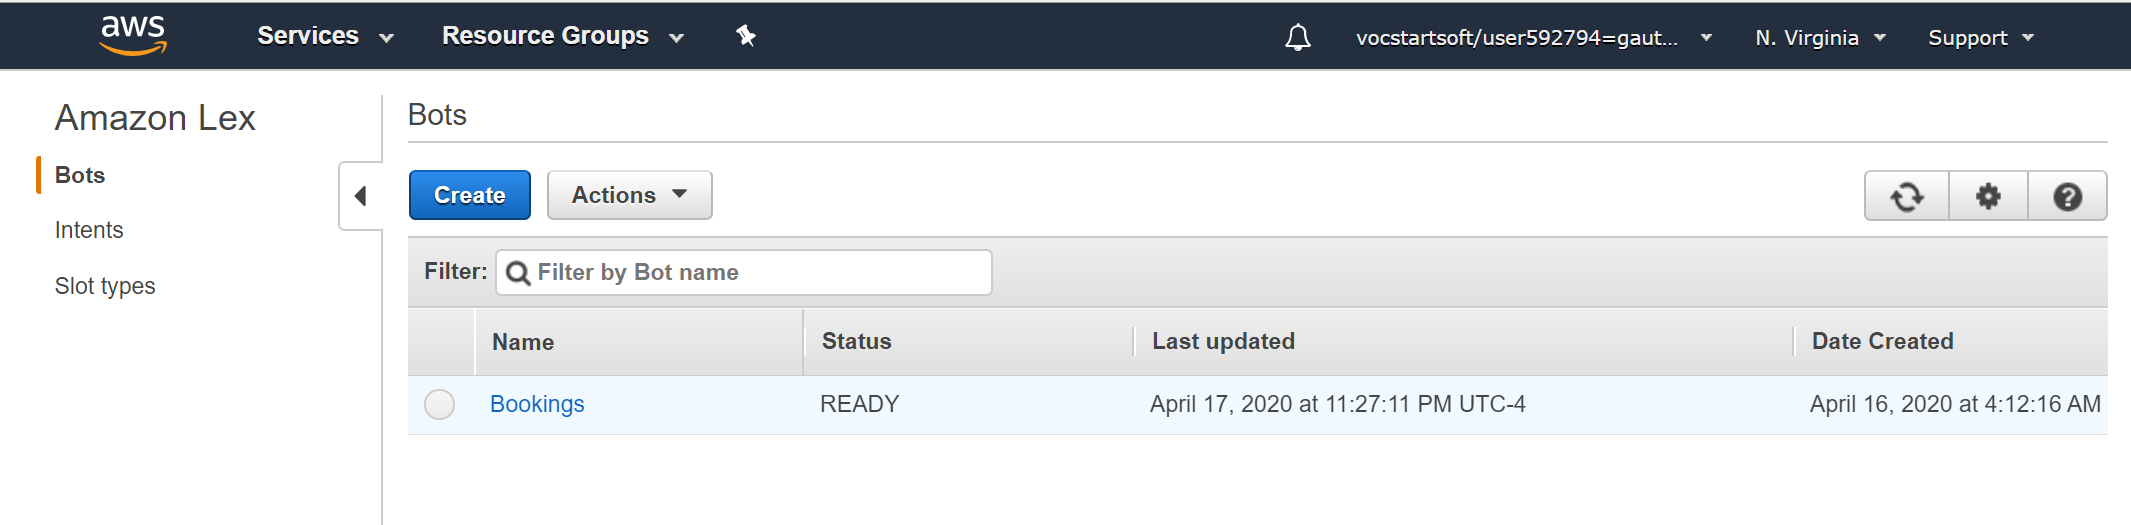 aws Services Resource Groups vocstartsoft/user592794=gaut... N. Virginia Support
Amazon Lex
Bots
Intents
Slot types
Bots
Create Actions
Filter: Filter by Bot name
Name Status Last updated Date Created
Bookings READY April 17, 2020 at 11:27:11 PM UTC-4 April 16, 2020 at 4:12:16 AM